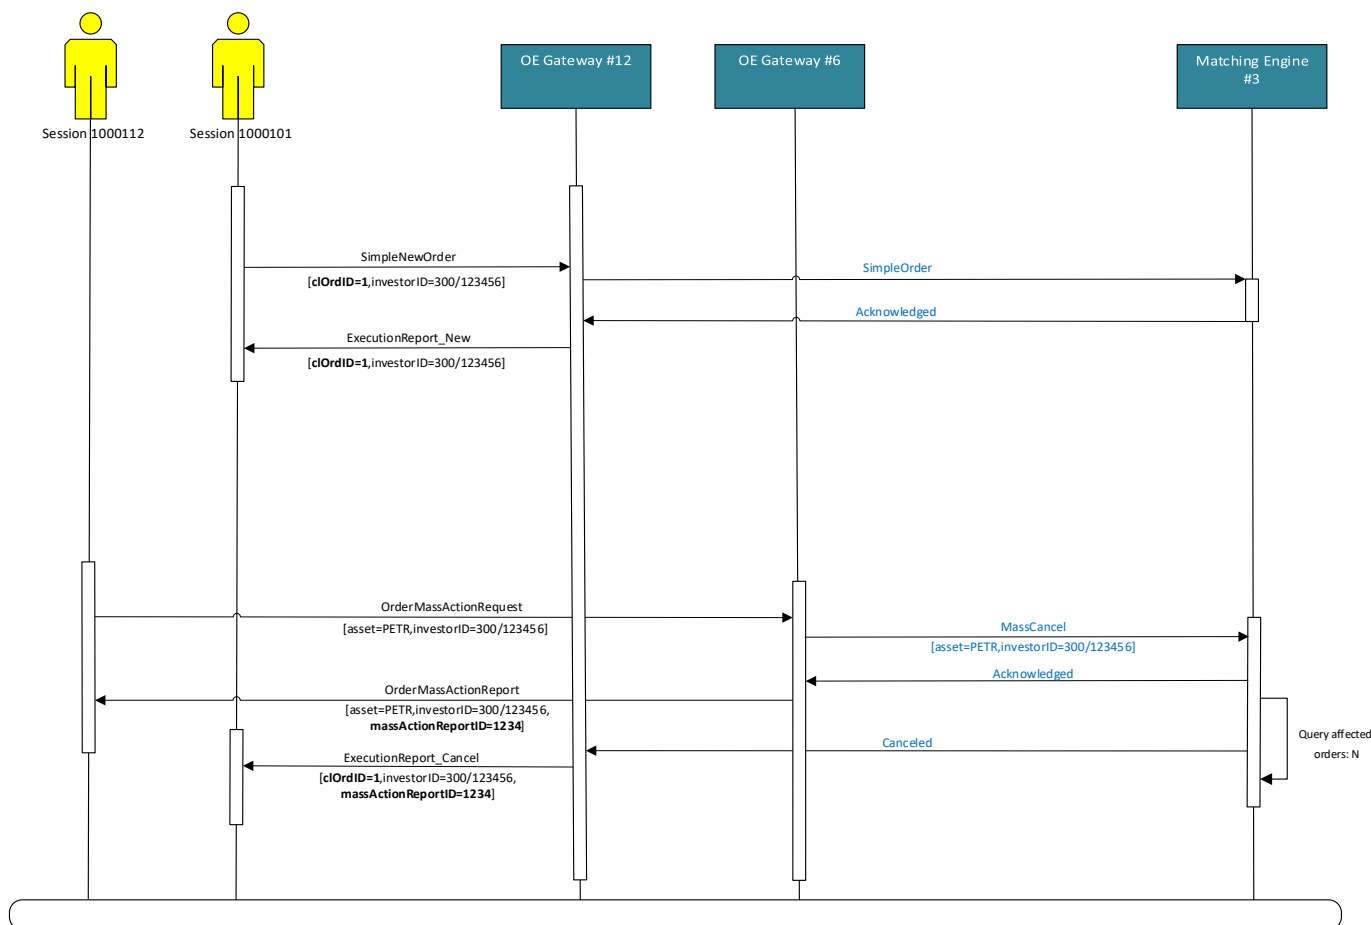 OE Gateway #12
OE Gateway #6
Matching Engine
#3
Session 1000112
Session 1000101
SimpleNewOrder
[clOrdID=1,investorID=300/123456]
SimpleOrder
Acknowledged
ExecutionReport_New
[clOrdID=1,investorID=300/123456]
OrderMassActionRequest
[asset=PETR,investorID=300/123456]
MassCancel
[asset=PETR,investorID=300/123456]
Acknowledged
OrderMassActionReport
[asset=PETR,investorID=300/123456,
massActionReportID=1234]
Query affected
orders: N
Canceled
ExecutionReport_Cancel
[clOrdID=1,investorID=300/123456,
massActionReportID=1234]